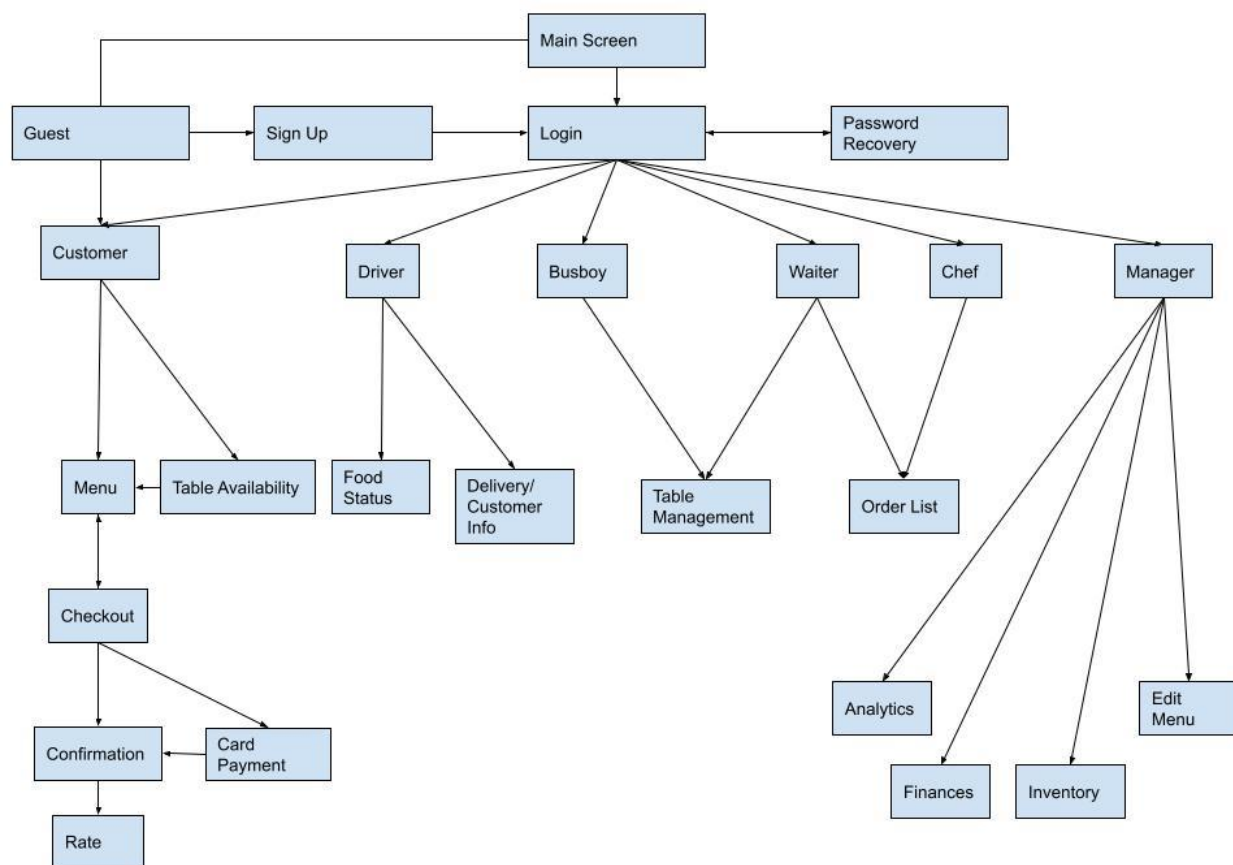 Main Screen
Guest
Sign Up
Login
Password
Recovery
Customer
Driver
Busboy
Waiter
Chef
Manager
Menu
Table Availability
Food
Status
Delivery/
Customer
Info
Table
Management
Order List
Checkout
Analytics
Edit
Menu
Confirmation
Card
Payment
Finances
Inventory
Rate